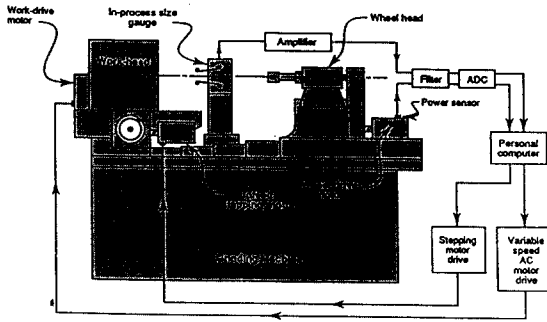 Work-drive
motor
In-process size
gauge
Wheel head
Amplifier
Workhead
Filter
ADC
Power sensor
Personal
computer
Stepping
motor
drive
Variable
speed
AC
motor
drive